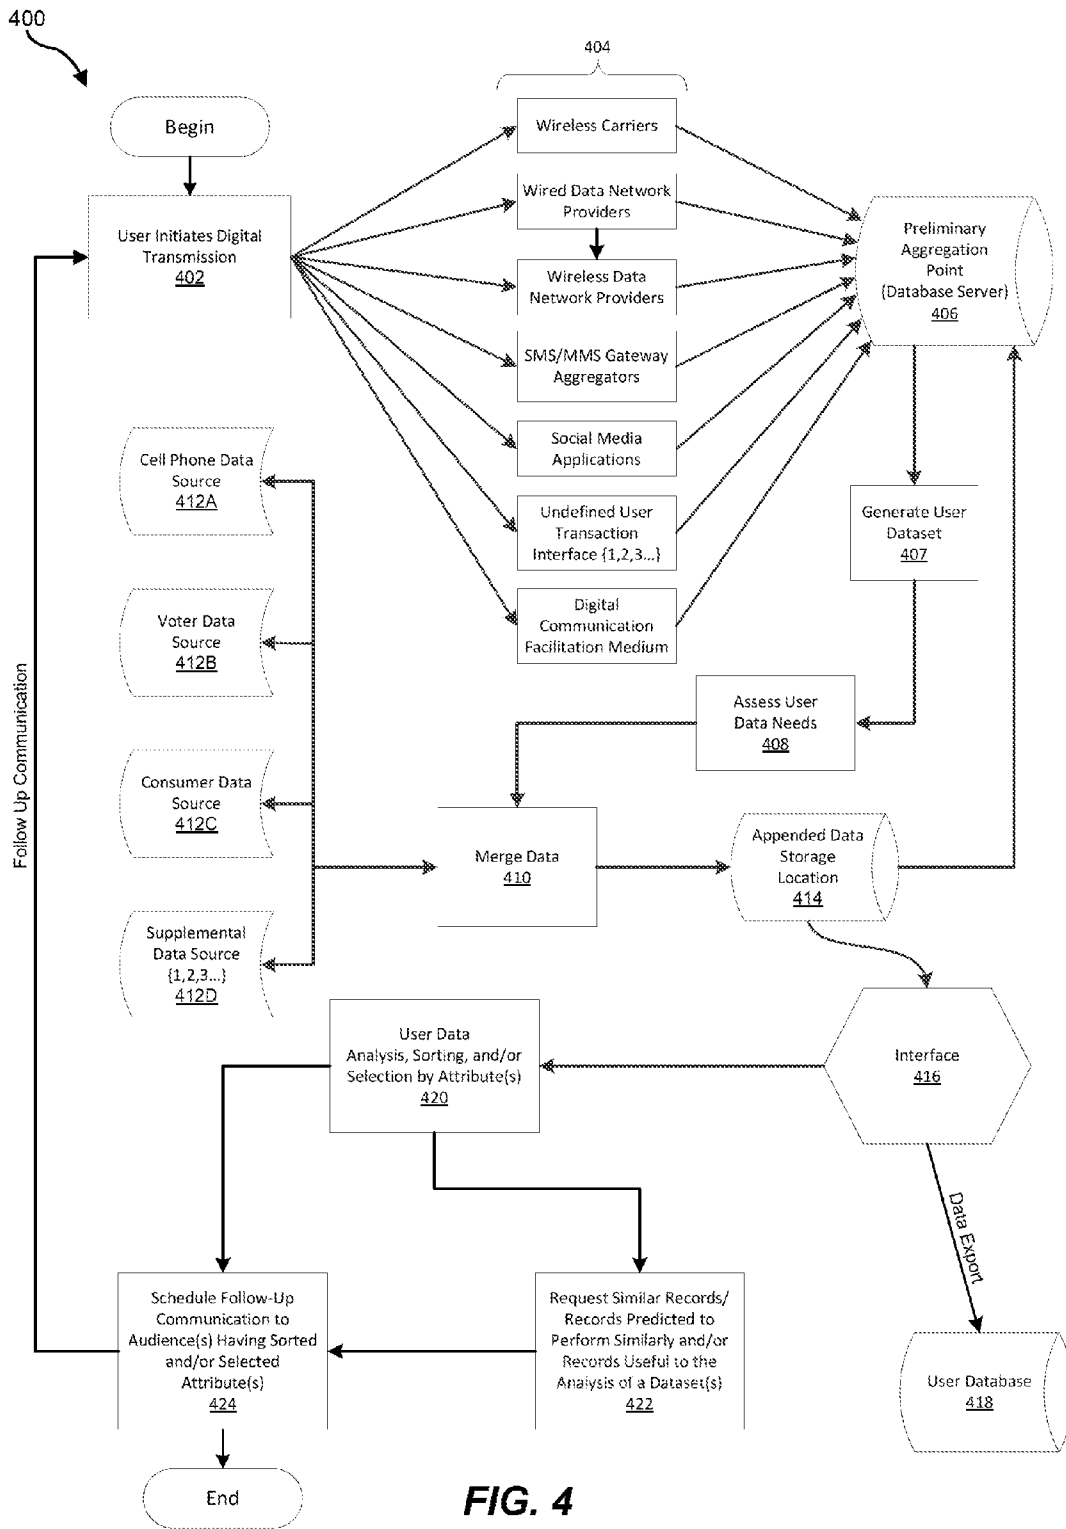 400
Begin
User Initiates Digital
Transmission
402
404
Wireless Carriers
Wired Data Network
Providers
Wireless Data
Network Providers
SMS/MMS Gateway
Aggregators
Social Media
Applications
Undefined User
Transaction
Interface {1,2,3...}
Digital
Communication
Facilitation Medium
Preliminary
Aggregation
Point
(Database Server)
406
Generate User
Dataset
407
Assess User
Data Needs
408
Cell Phone Data
Source
412A
Voter Data
Source
412B
Consumer Data
Source
412C
Supplemental
Data Source
{1,2,3...}
412D
Merge Data
410
Appended Data
Storage
Location
414
Interface
416
Data Export
User Database
418
User Data
Analysis, Sorting, and/or
Selection by Attribute(s)
420
Request Similar Records/
Records Predicted to
Perform Similarly and/or
Records Useful to the
Analysis of a Dataset(s)
422
Schedule Follow-Up
Communication to
Audience(s) Having Sorted
and/or Selected
Attribute(s)
424
Follow Up Communication
End
FIG. 4